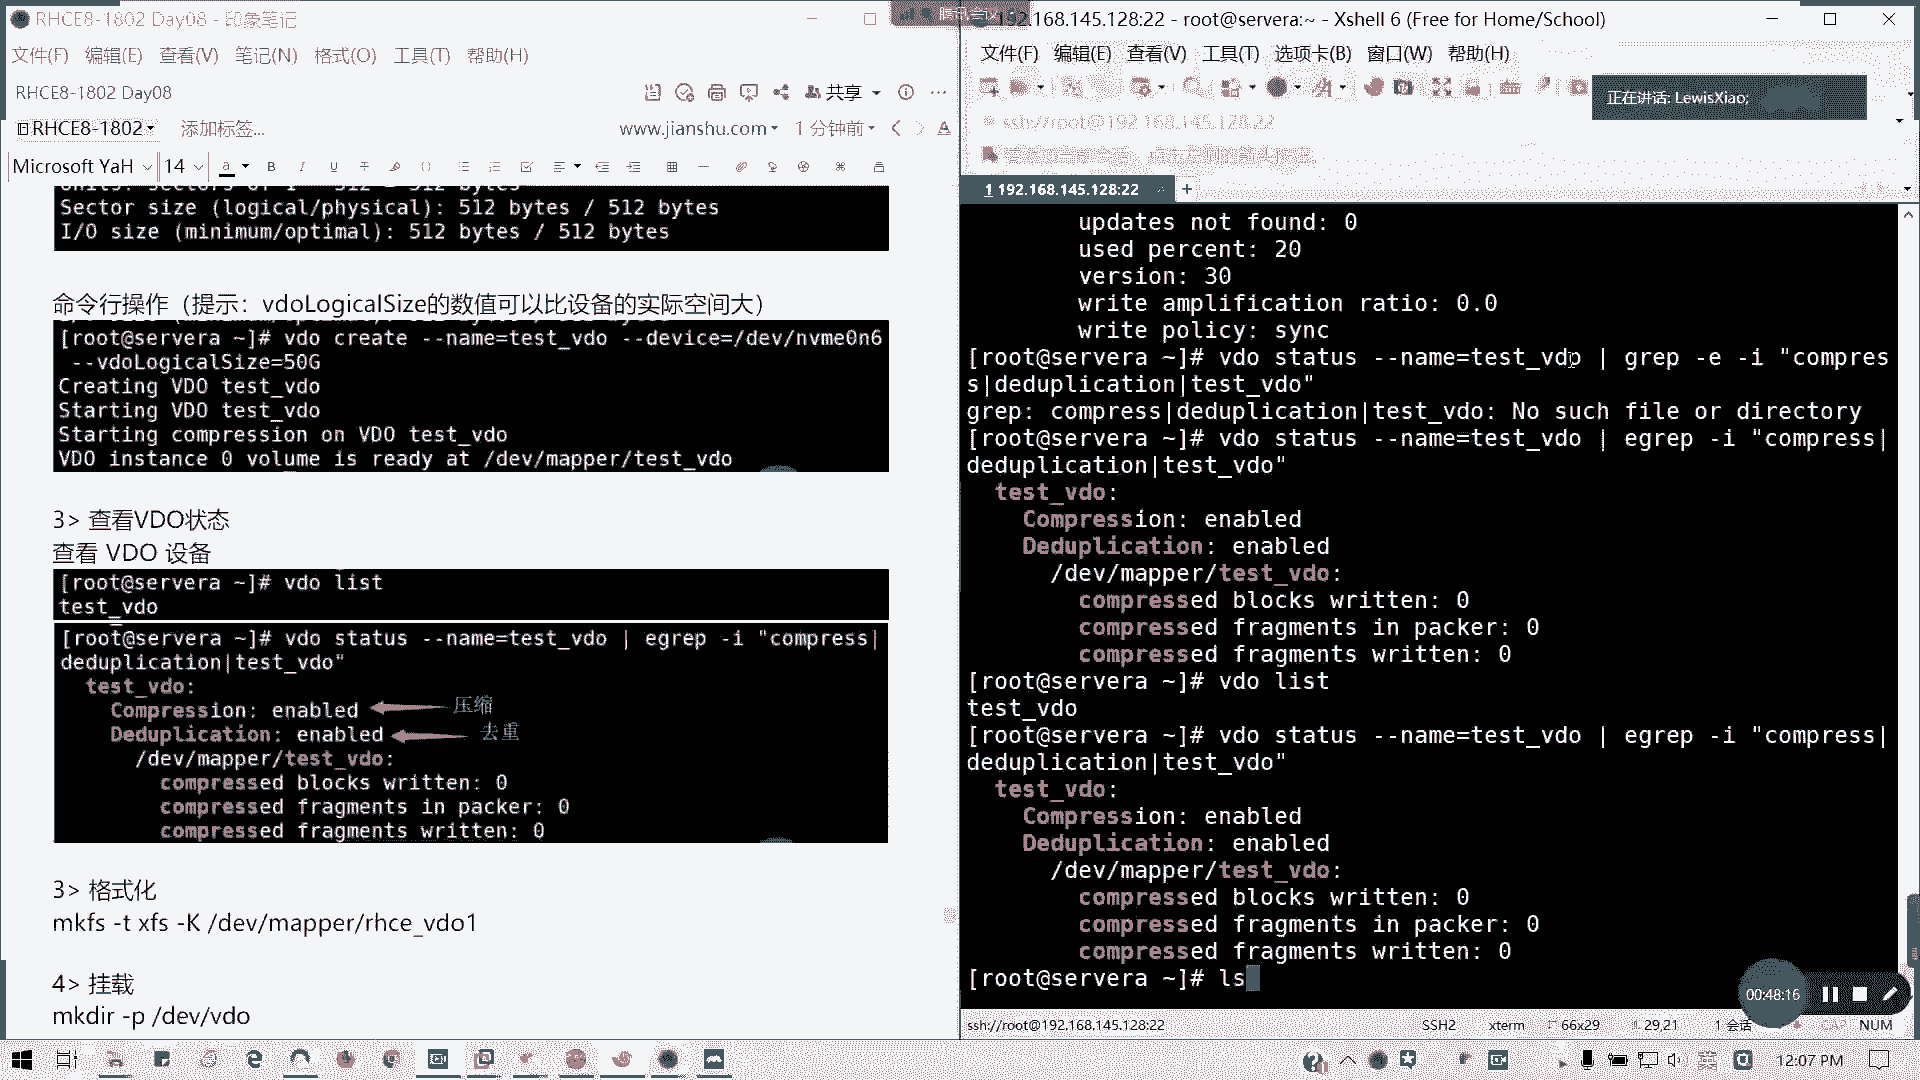 RHCE8-1802 Day08 - 印象笔记
文件(F) 编辑(E) 查看(V) 笔记(N) 格式(O) 工具(T) 帮助(H)
RHCE8-1802 Day08
共享
RHCE8-1802
添加标签...
www.jianshu.com
1 分钟前
Microsoft YaH 14
Sector size (logical/physical): 512 bytes / 512 bytes
I/O size (minimum/optimal): 512 bytes / 512 bytes
命令行操作（提示：vdoLogicalSize的数值可以比设备的实际空间大）
[root@servera ~]# vdo create --name=test_vdo --device=/dev/nvme0n6
--vdoLogicalSize=50G
Creating VDO test_vdo
Starting VDO test_vdo
Starting compression on VDO test_vdo
VDO instance 0 volume is ready at /dev/mapper/test_vdo
3> 查看VDO状态
查看 VDO 设备
[root@servera ~]# vdo list
test_vdo
[root@servera ~]# vdo status --name=test_vdo | egrep -i "compress|
deduplication|test_vdo"
test_vdo:
Compression: enabled 压缩
Deduplication: enabled 去重
/dev/mapper/test_vdo:
compressed blocks written: 0
compressed fragments in packer: 0
compressed fragments written: 0
3> 格式化
mkfs -t xfs -K /dev/mapper/rhce_vdo1
4> 挂载
mkdir -p /dev/vdo
192.168.145.128:22 - root@servera:~ - Xshell 6 (Free for Home/School)
文件(F) 编辑(E) 查看(V) 工具(T) 选项卡(B) 窗口(W) 帮助(H)
正在讲话: LewisXiao;
ssh://root@192.168.145.128:22
1 192.168.145.128:22
updates not found: 0
used percent: 20
version: 30
write amplification ratio: 0.0
write policy: sync
[root@servera ~]# vdo status --name=test_vdo | grep -e -i "compres
s|deduplication|test_vdo"
grep: compress|deduplication|test_vdo: No such file or directory
[root@servera ~]# vdo status --name=test_vdo | egrep -i "compress|
deduplication|test_vdo"
test_vdo:
Compression: enabled
Deduplication: enabled
/dev/mapper/test_vdo:
compressed blocks written: 0
compressed fragments in packer: 0
compressed fragments written: 0
[root@servera ~]# vdo list
test_vdo
[root@servera ~]# vdo status --name=test_vdo | egrep -i "compress|
deduplication|test_vdo"
test_vdo:
Compression: enabled
Deduplication: enabled
/dev/mapper/test_vdo:
compressed blocks written: 0
compressed fragments in packer: 0
compressed fragments written: 0
[root@servera ~]# ls
00:48:16
ssh://root@192.168.145.128:22 SSH2 xterm 66x29 29,21 1 会话 CAP NUM
12:07 PM